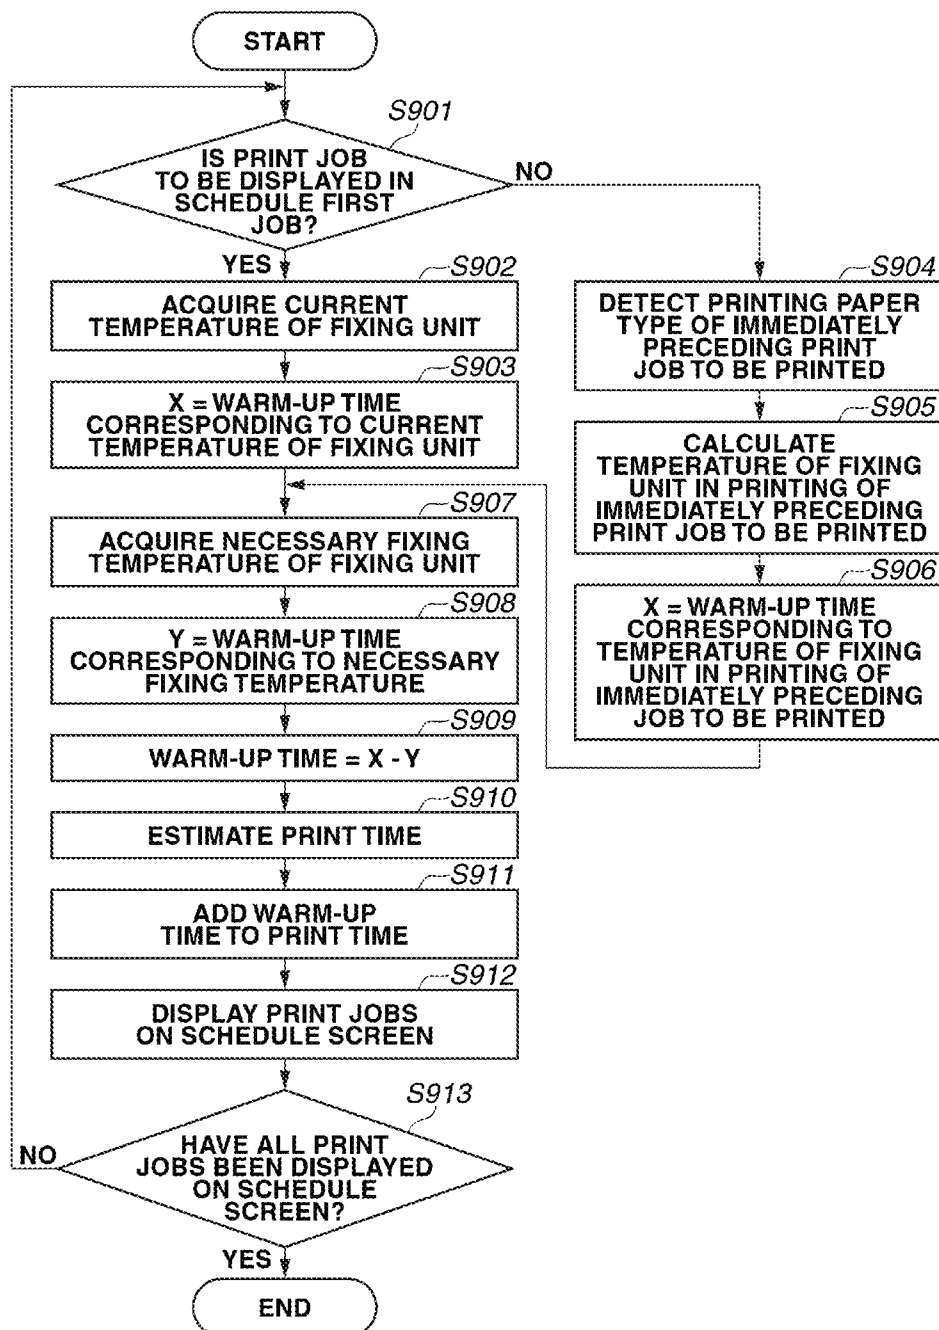 START
S901
IS PRINT JOB
TO BE DISPLAYED IN
SCHEDULE FIRST
JOB?
NO
YES
S902
ACQUIRE CURRENT
TEMPERATURE OF FIXING UNIT
S903
X = WARM-UP TIME
CORRESPONDING TO CURRENT
TEMPERATURE OF FIXING UNIT
S904
DETECT PRINTING PAPER
TYPE OF IMMEDIATELY
PRECEDING PRINT
JOB TO BE PRINTED
S905
CALCULATE
TEMPERATURE OF FIXING
UNIT IN PRINTING OF
IMMEDIATELY PRECEDING
PRINT JOB TO BE PRINTED
S906
X = WARM-UP TIME
CORRESPONDING TO
TEMPERATURE OF FIXING
UNIT IN PRINTING OF
IMMEDIATELY PRECEDING
JOB TO BE PRINTED
S907
ACQUIRE NECESSARY FIXING
TEMPERATURE OF FIXING UNIT
S908
Y = WARM-UP TIME
CORRESPONDING TO NECESSARY
FIXING TEMPERATURE
S909
WARM-UP TIME = X - Y
S910
ESTIMATE PRINT TIME
S911
ADD WARM-UP
TIME TO PRINT TIME
S912
DISPLAY PRINT JOBS
ON SCHEDULE SCREEN
S913
HAVE ALL PRINT
JOBS BEEN DISPLAYED
ON SCHEDULE
SCREEN?
NO
YES
END